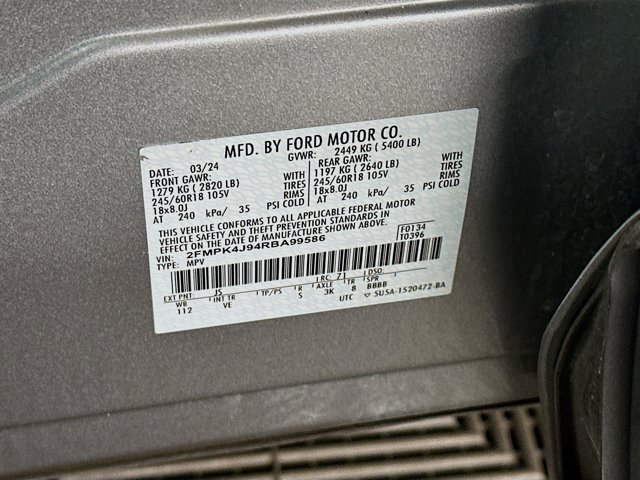 MFD. BY FORD MOTOR CO.
DATE: 03/24 GVWR: 2449 KG ( 5400 LB)
FRONT GAWR: REAR GAWR:
1279 KG ( 2820 LB) WITH 1197 KG ( 2640 LB) WITH
245/60R18 105V TIRES 245/60R18 105V TIRES
18x8.0J RIMS 18x8.0J RIMS
AT 240 kPa/ 35 PSI COLD AT 240 kPa/ 35 PSI COLD
THIS VEHICLE CONFORMS TO ALL APPLICABLE FEDERAL MOTOR
VEHICLE SAFETY AND THEFT PREVENTION STANDARDS IN
EFFECT ON THE DATE OF MANUFACTURE SHOWN ABOVE. F0134
VIN: 2FMPK4J94RBA99586 T0396
TYPE: MPV
EXT PNT: JS RC: 71 DSO:
WB INT TR TP/PS R AXLE TR
112 VE S 3K 8 BBBB
UTC ▽ SU5A-1520472-BA